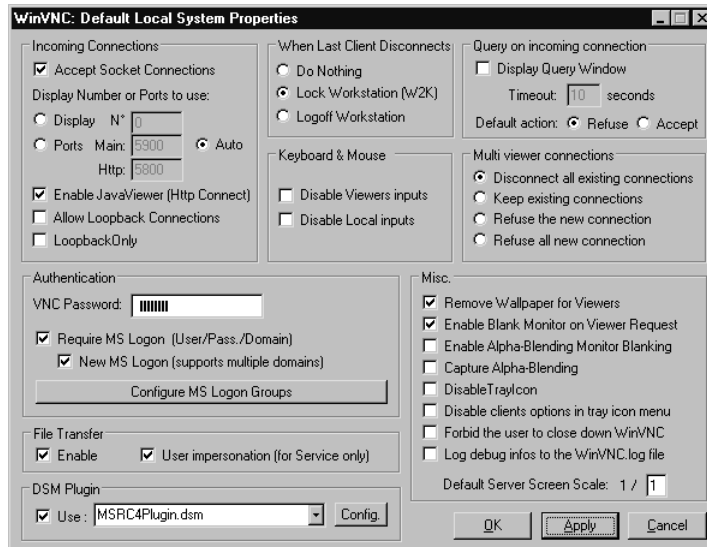 WinVNC: Default Local System Properties
Incoming Connections
Accept Socket Connections
Display Number or Ports to use:
Display N° 0
Ports Main: 5900 Auto
Http: 5800
Enable JavaViewer (Http Connect)
Allow Loopback Connections
LoopbackOnly
When Last Client Disconnects
Do Nothing
Lock Workstation (W2K)
Logoff Workstation
Keyboard & Mouse
Disable Viewers inputs
Disable Local inputs
Query on incoming connection
Display Query Window
Timeout: 10 seconds
Default action: Refuse Accept
Multi viewer connections
Disconnect all existing connections
Keep existing connections
Refuse the new connection
Refuse all new connection
Authentication
VNC Password:
Require MS Logon (User/Pass./Domain)
New MS Logon (supports multiple domains)
Configure MS Logon Groups
File Transfer
Enable User impersonation (for Service only)
DSM Plugin
Use : MSRC4Plugin.dsm Config.
Misc.
Remove Wallpaper for Viewers
Enable Blank Monitor on Viewer Request
Enable Alpha-Blending Monitor Blanking
Capture Alpha-Blending
DisableTrayIcon
Disable clients options in tray icon menu
Forbid the user to close down WinVNC
Log debug infos to the WinVNC.log file
Default Server Screen Scale: 1 / 1
OK Apply Cancel